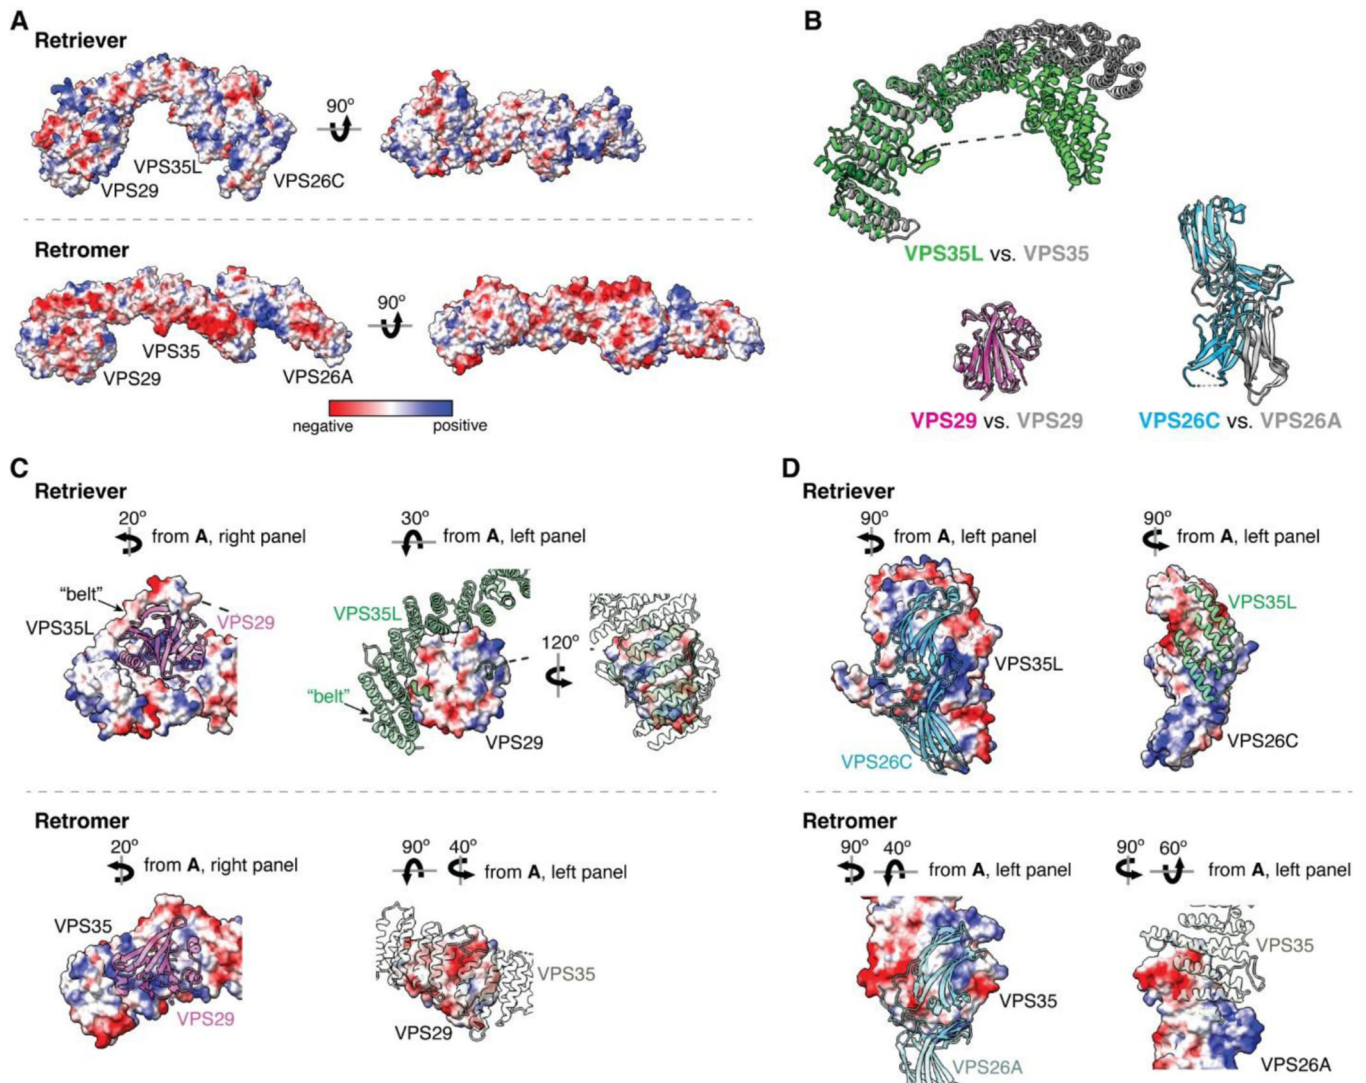 A
Retriever
90°
VPS35L
VPS29
VPS26C
Retromer
90°
VPS35
VPS29
VPS26A
negative
positive
B
VPS35L vs. VPS35
VPS29 vs. VPS29
VPS26C vs. VPS26A
C
Retriever
20°
from A, right panel
30°
from A, left panel
"belt"
VPS35L
VPS29
VPS35L
120°
"belt"
VPS29
Retromer
20°
from A, right panel
90° 40°
from A, left panel
VPS35
VPS29
VPS35
VPS29
D
Retriever
90°
from A, left panel
90°
from A, left panel
VPS35L
VPS35L
VPS26C
VPS26C
Retromer
90° 40°
from A, left panel
90° 60°
from A, left panel
VPS35
VPS35
VPS26A
VPS26A